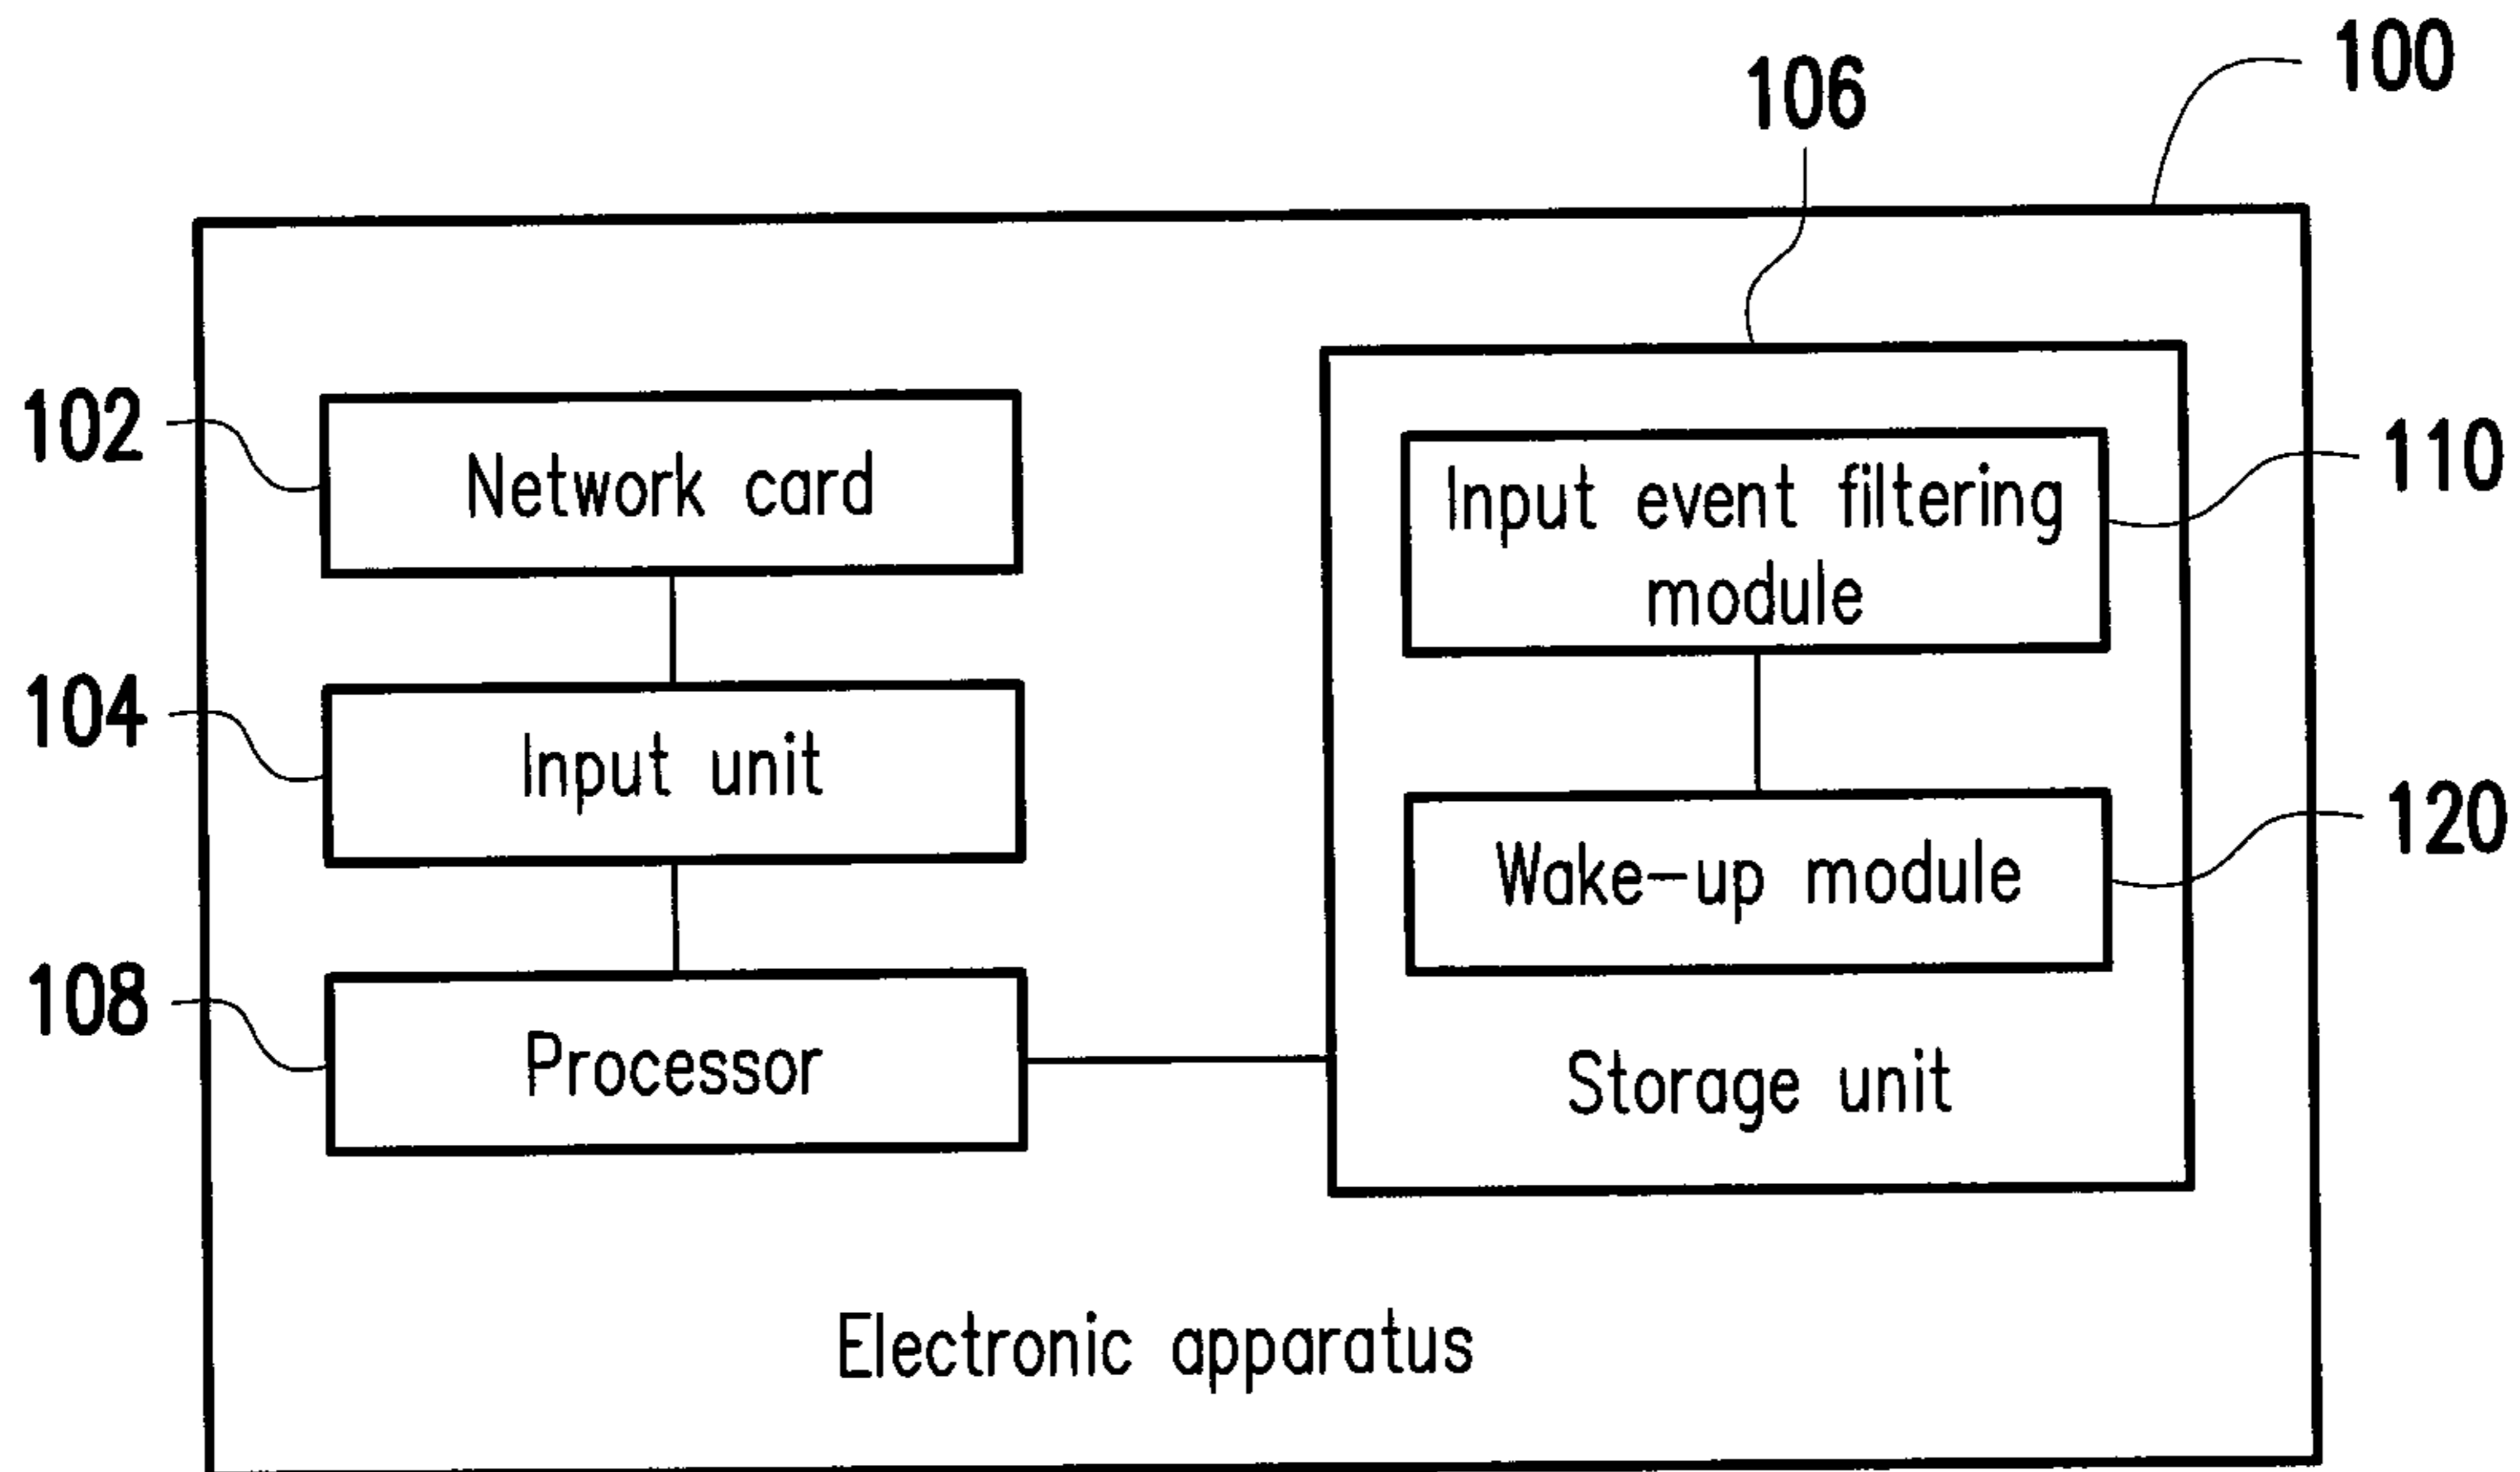 100
106
102
Network card
110
Input event filtering
module
104
Input unit
120
Wake-up module
108
Processor
Storage unit
Electronic apparatus